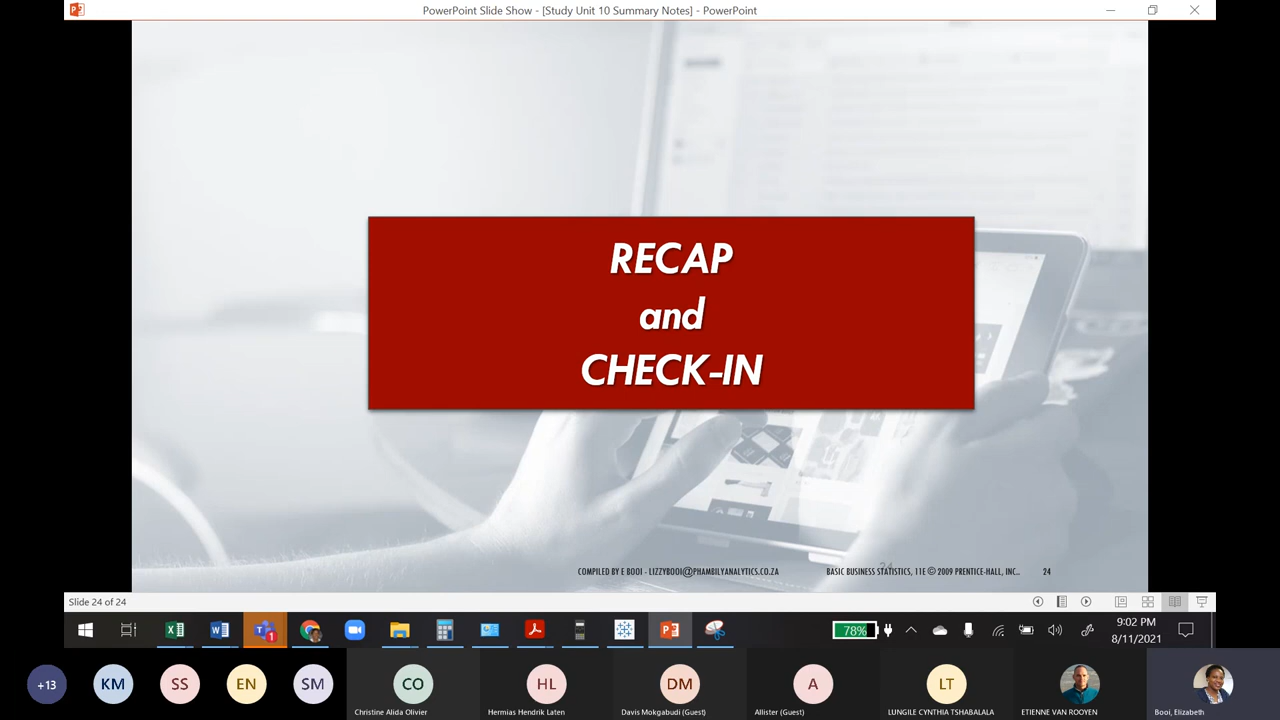 PowerPoint Slide Show - [Study Unit 10 Summary Notes] - PowerPoint
RECAP
and
CHECK-IN
COMPILED BY E BOOI - LIZZYBOOI@PHAMBILYANALYTICS.CO.ZA
BASIC BUSINESS STATISTICS, 11E © 2009 PRENTICE-HALL, INC..
24
24
Slide 24 of 24
1
78%
9:02 PM
8/11/2021
+13
KM
SS
EN
SM
CO
HL
DM
A
LT
Christine Alida Olivier
Hermias Hendrik Laten
Davis Mokgabudi (Guest)
Allister (Guest)
LUNGILE CYNTHIA TSHABALALA
ETIENNE VAN ROOYEN
Booi, Elizabeth